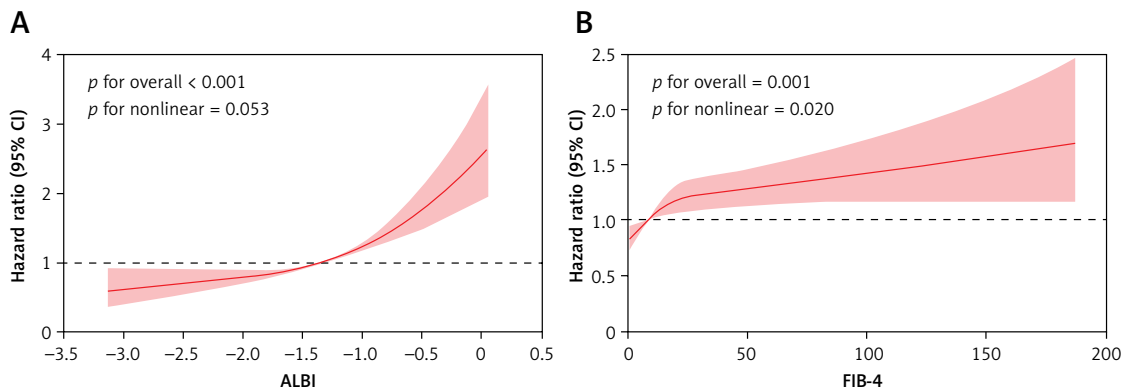 A
p for overall < 0.001
p for nonlinear = 0.053
Hazard ratio (95% CI)
4
3
2
1
0
−3.5 −3.0 −2.5 −2.0 −1.5 −1.0 −0.5 0 0.5
ALBI
B
p for overall = 0.001
p for nonlinear = 0.020
Hazard ratio (95% CI)
2.5
2.0
1.5
1.0
0.5
0
0 50 100 150 200
FIB-4